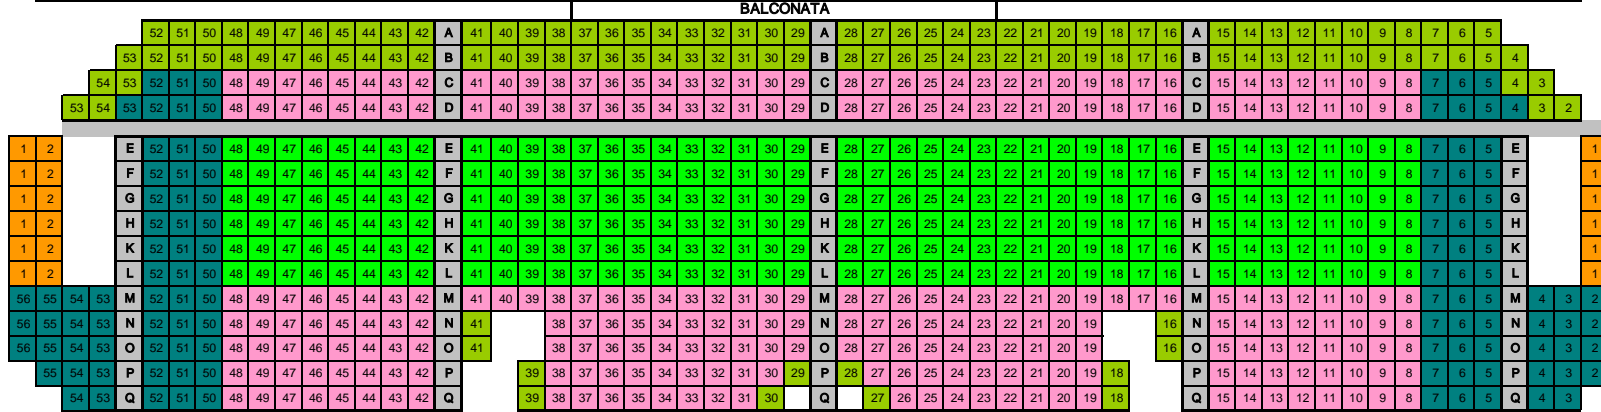 BALCONATA
52 51 50 48 49 47 46 45 44 43 42 A 41 40 39 38 37 36 35 34 33 32 31 30 29 A 28 27 26 25 24 23 22 21 20 19 18 17 16 A 15 14 13 12 11 10 9 8 7 6 5
53 52 51 50 48 49 47 46 45 44 43 42 B 41 40 39 38 37 36 35 34 33 32 31 30 29 B 28 27 26 25 24 23 22 21 20 19 18 17 16 B 15 14 13 12 11 10 9 8 7 6 5 4
54 53 52 51 50 48 49 47 46 45 44 43 42 C 41 40 39 38 37 36 35 34 33 32 31 30 29 C 28 27 26 25 24 23 22 21 20 19 18 17 16 C 15 14 13 12 11 10 9 8 7 6 5 4 3
53 54 53 52 51 50 48 49 47 46 45 44 43 42 D 41 40 39 38 37 36 35 34 33 32 31 30 29 D 28 27 26 25 24 23 22 21 20 19 18 17 16 D 15 14 13 12 11 10 9 8 7 6 5 4 3 2
1 2 E 52 51 50 48 49 47 46 45 44 43 42 E 41 40 39 38 37 36 35 34 33 32 31 30 29 E 28 27 26 25 24 23 22 21 20 19 18 17 16 E 15 14 13 12 11 10 9 8 7 6 5 E 1
1 2 F 52 51 50 48 49 47 46 45 44 43 42 F 41 40 39 38 37 36 35 34 33 32 31 30 29 F 28 27 26 25 24 23 22 21 20 19 18 17 16 F 15 14 13 12 11 10 9 8 7 6 5 F 1
1 2 G 52 51 50 48 49 47 46 45 44 43 42 G 41 40 39 38 37 36 35 34 33 32 31 30 29 G 28 27 26 25 24 23 22 21 20 19 18 17 16 G 15 14 13 12 11 10 9 8 7 6 5 G 1
1 2 H 52 51 50 48 49 47 46 45 44 43 42 H 41 40 39 38 37 36 35 34 33 32 31 30 29 H 28 27 26 25 24 23 22 21 20 19 18 17 16 H 15 14 13 12 11 10 9 8 7 6 5 H 1
1 2 K 52 51 50 48 49 47 46 45 44 43 42 K 41 40 39 38 37 36 35 34 33 32 31 30 29 K 28 27 26 25 24 23 22 21 20 19 18 17 16 K 15 14 13 12 11 10 9 8 7 6 5 K 1
1 2 L 52 51 50 48 49 47 46 45 44 43 42 L 41 40 39 38 37 36 35 34 33 32 31 30 29 L 28 27 26 25 24 23 22 21 20 19 18 17 16 L 15 14 13 12 11 10 9 8 7 6 5 L 1
56 55 54 53 M 52 51 50 48 49 47 46 45 44 43 42 M 41 40 39 38 37 36 35 34 33 32 31 30 29 M 28 27 26 25 24 23 22 21 20 19 18 17 16 M 15 14 13 12 11 10 9 8 7 6 5 M 4 3 2
56 55 54 53 N 52 51 50 48 49 47 46 45 44 43 42 N 41 38 37 36 35 34 33 32 31 30 29 N 28 27 26 25 24 23 22 21 20 19 16 N 15 14 13 12 11 10 9 8 7 6 5 N 4 3 2
56 55 54 53 O 52 51 50 48 49 47 46 45 44 43 42 O 41 38 37 36 35 34 33 32 31 30 29 O 28 27 26 25 24 23 22 21 20 19 16 O 15 14 13 12 11 10 9 8 7 6 5 O 4 3 2
55 54 53 P 52 51 50 48 49 47 46 45 44 43 42 P 39 38 37 36 35 34 33 32 31 30 29 P 28 27 26 25 24 23 22 21 20 19 18 P 15 14 13 12 11 10 9 8 7 6 5 P 4 3 2
54 53 Q 52 51 50 48 49 47 46 45 44 43 42 Q 39 38 37 36 35 34 33 32 31 30 Q 27 26 25 24 23 22 21 20 19 18 Q 15 14 13 12 11 10 9 8 7 6 5 Q 4 3